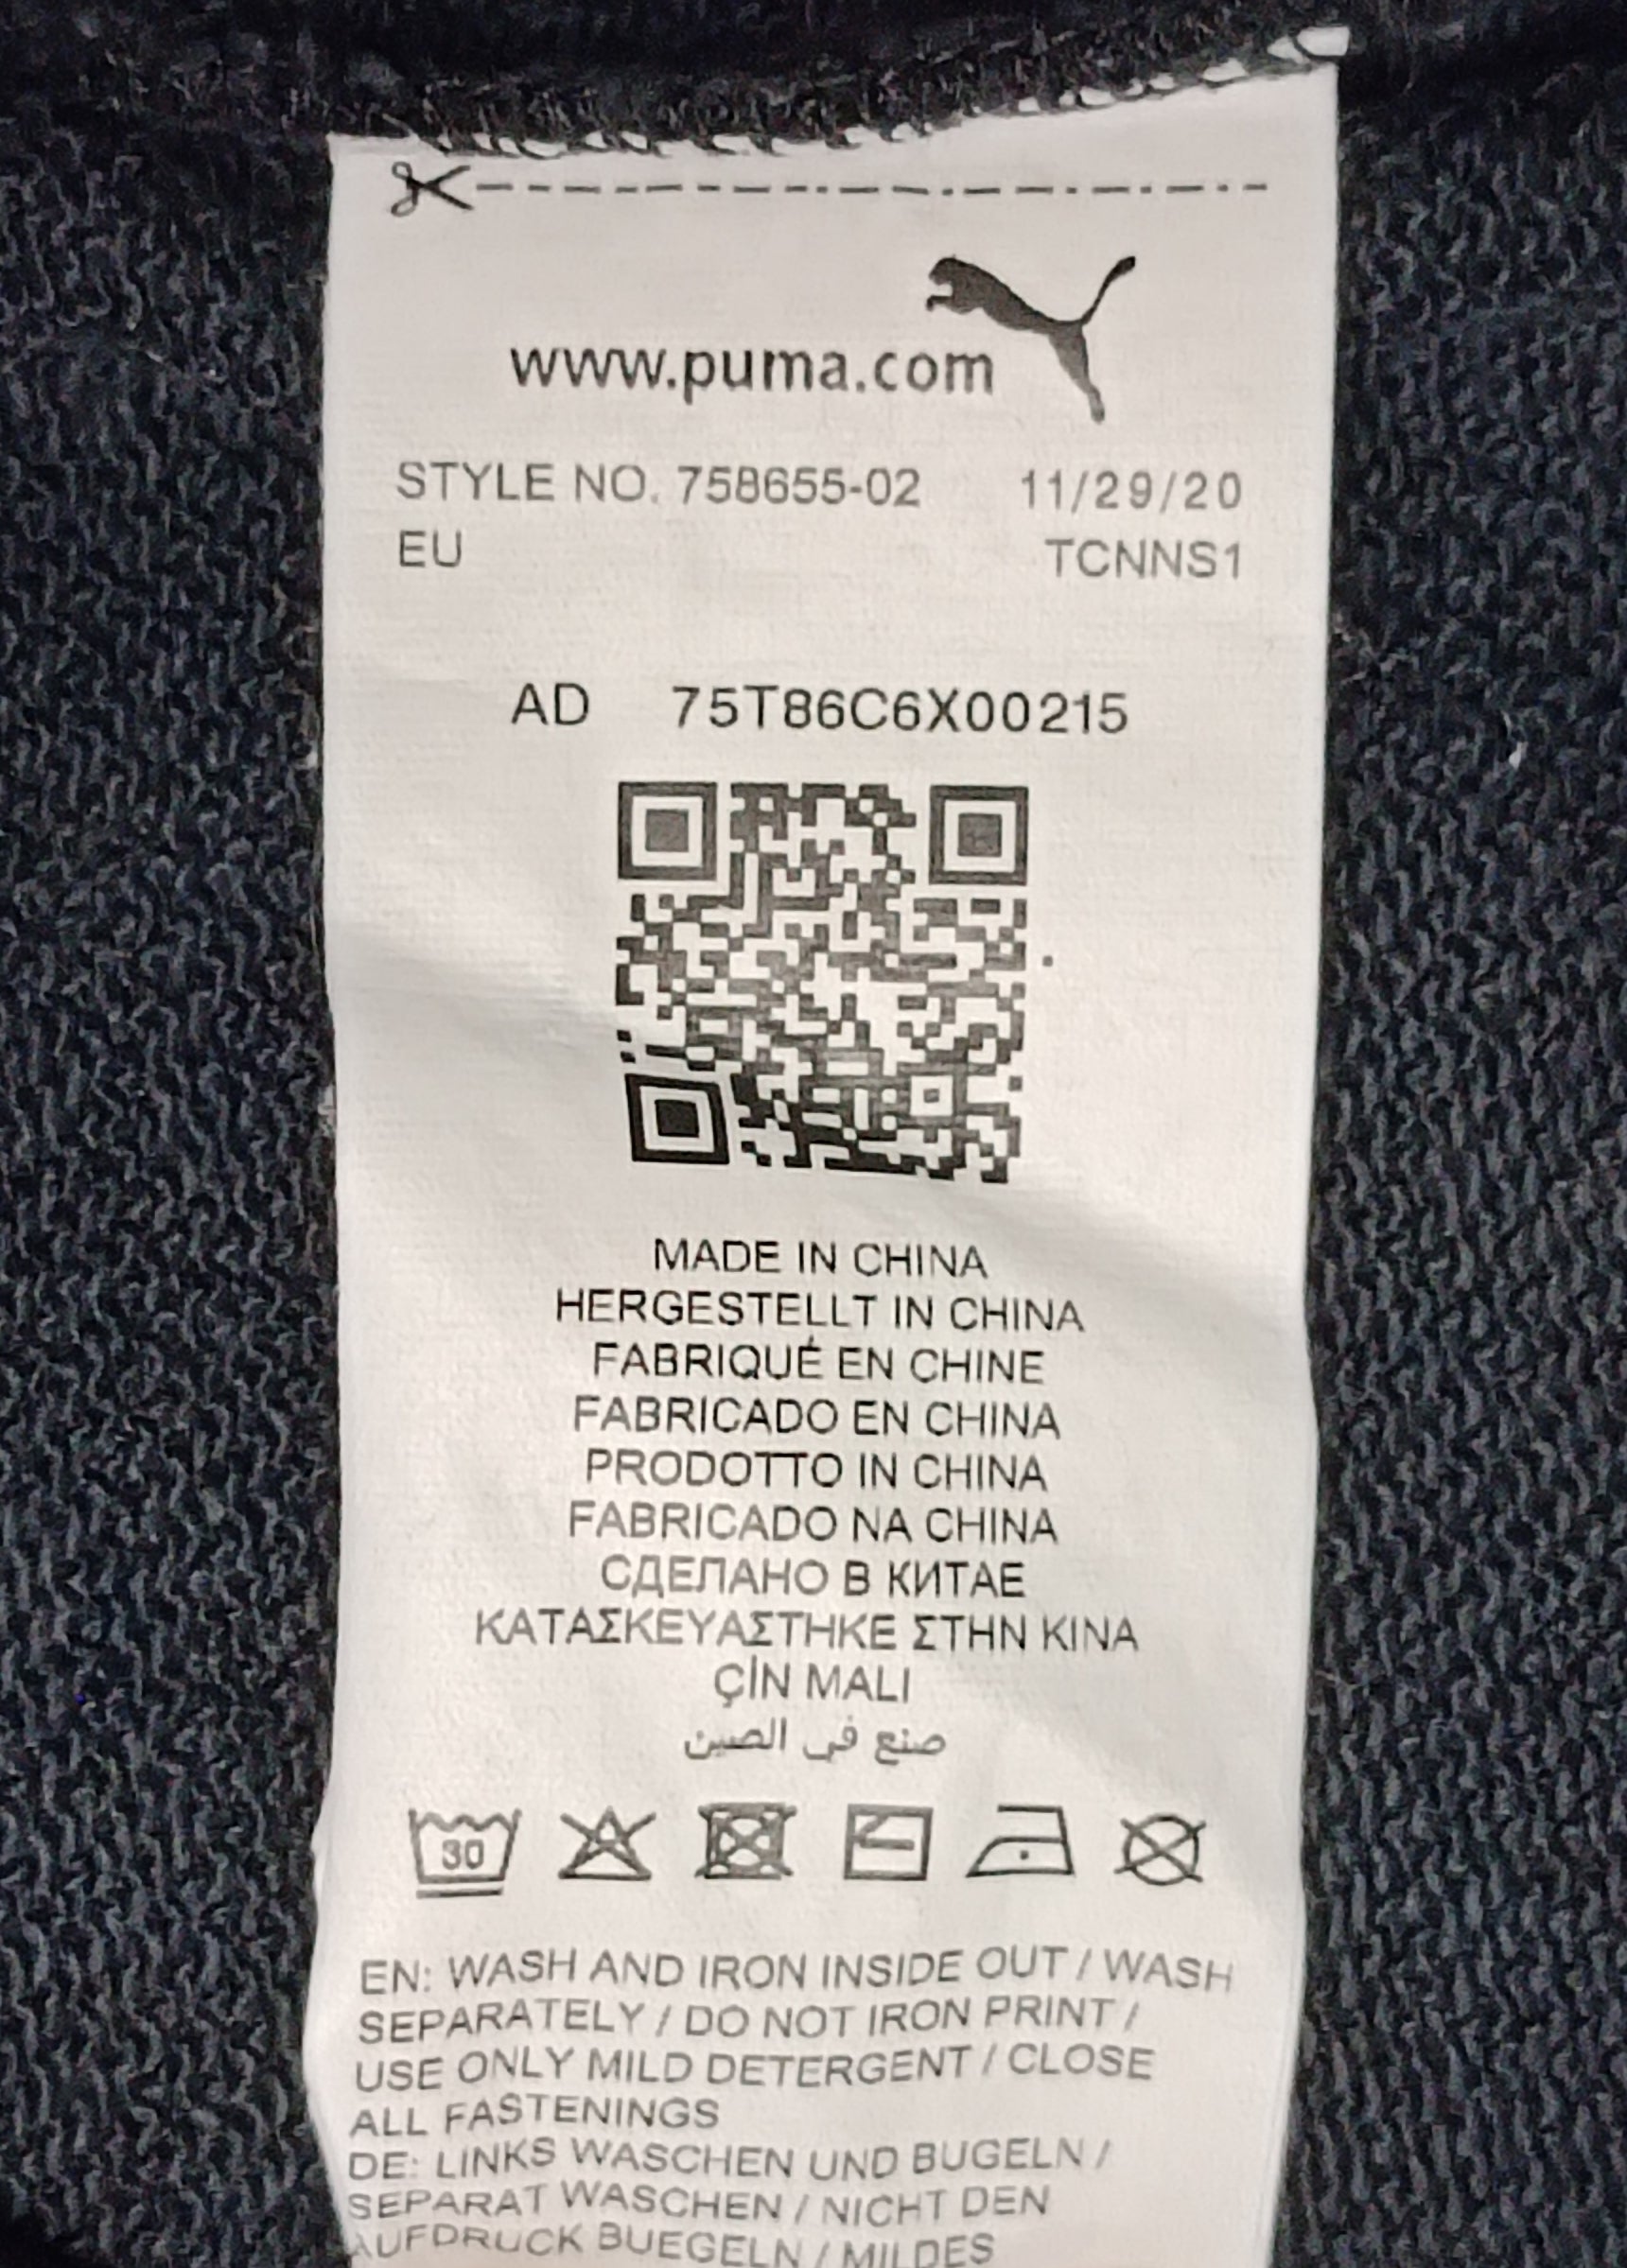 www.puma.com
STYLE NO. 758655-02 11/29/20
EU TCNNS1
AD 75T86C6X00215
MADE IN CHINA
HERGESTELLT IN CHINA
FABRIQUÉ EN CHINE
FABRICADO EN CHINA
PRODOTTO IN CHINA
FABRICADO NA CHINA
СДЕЛАНО В КИТАЕ
ΚΑΤΑΣΚΕΥΑΣΤΗΚΕ ΣΤΗΝ ΚΙΝΑ
ÇİN MALI
صنع في الصين
30
EN: WASH AND IRON INSIDE OUT / WASH
SEPARATELY / DO NOT IRON PRINT /
USE ONLY MILD DETERGENT / CLOSE
ALL FASTENINGS
DE: LINKS WASCHEN UND BUGELN /
SEPARAT WASCHEN / NICHT DEN
AUFDRUCK BUEGELN / MILDES